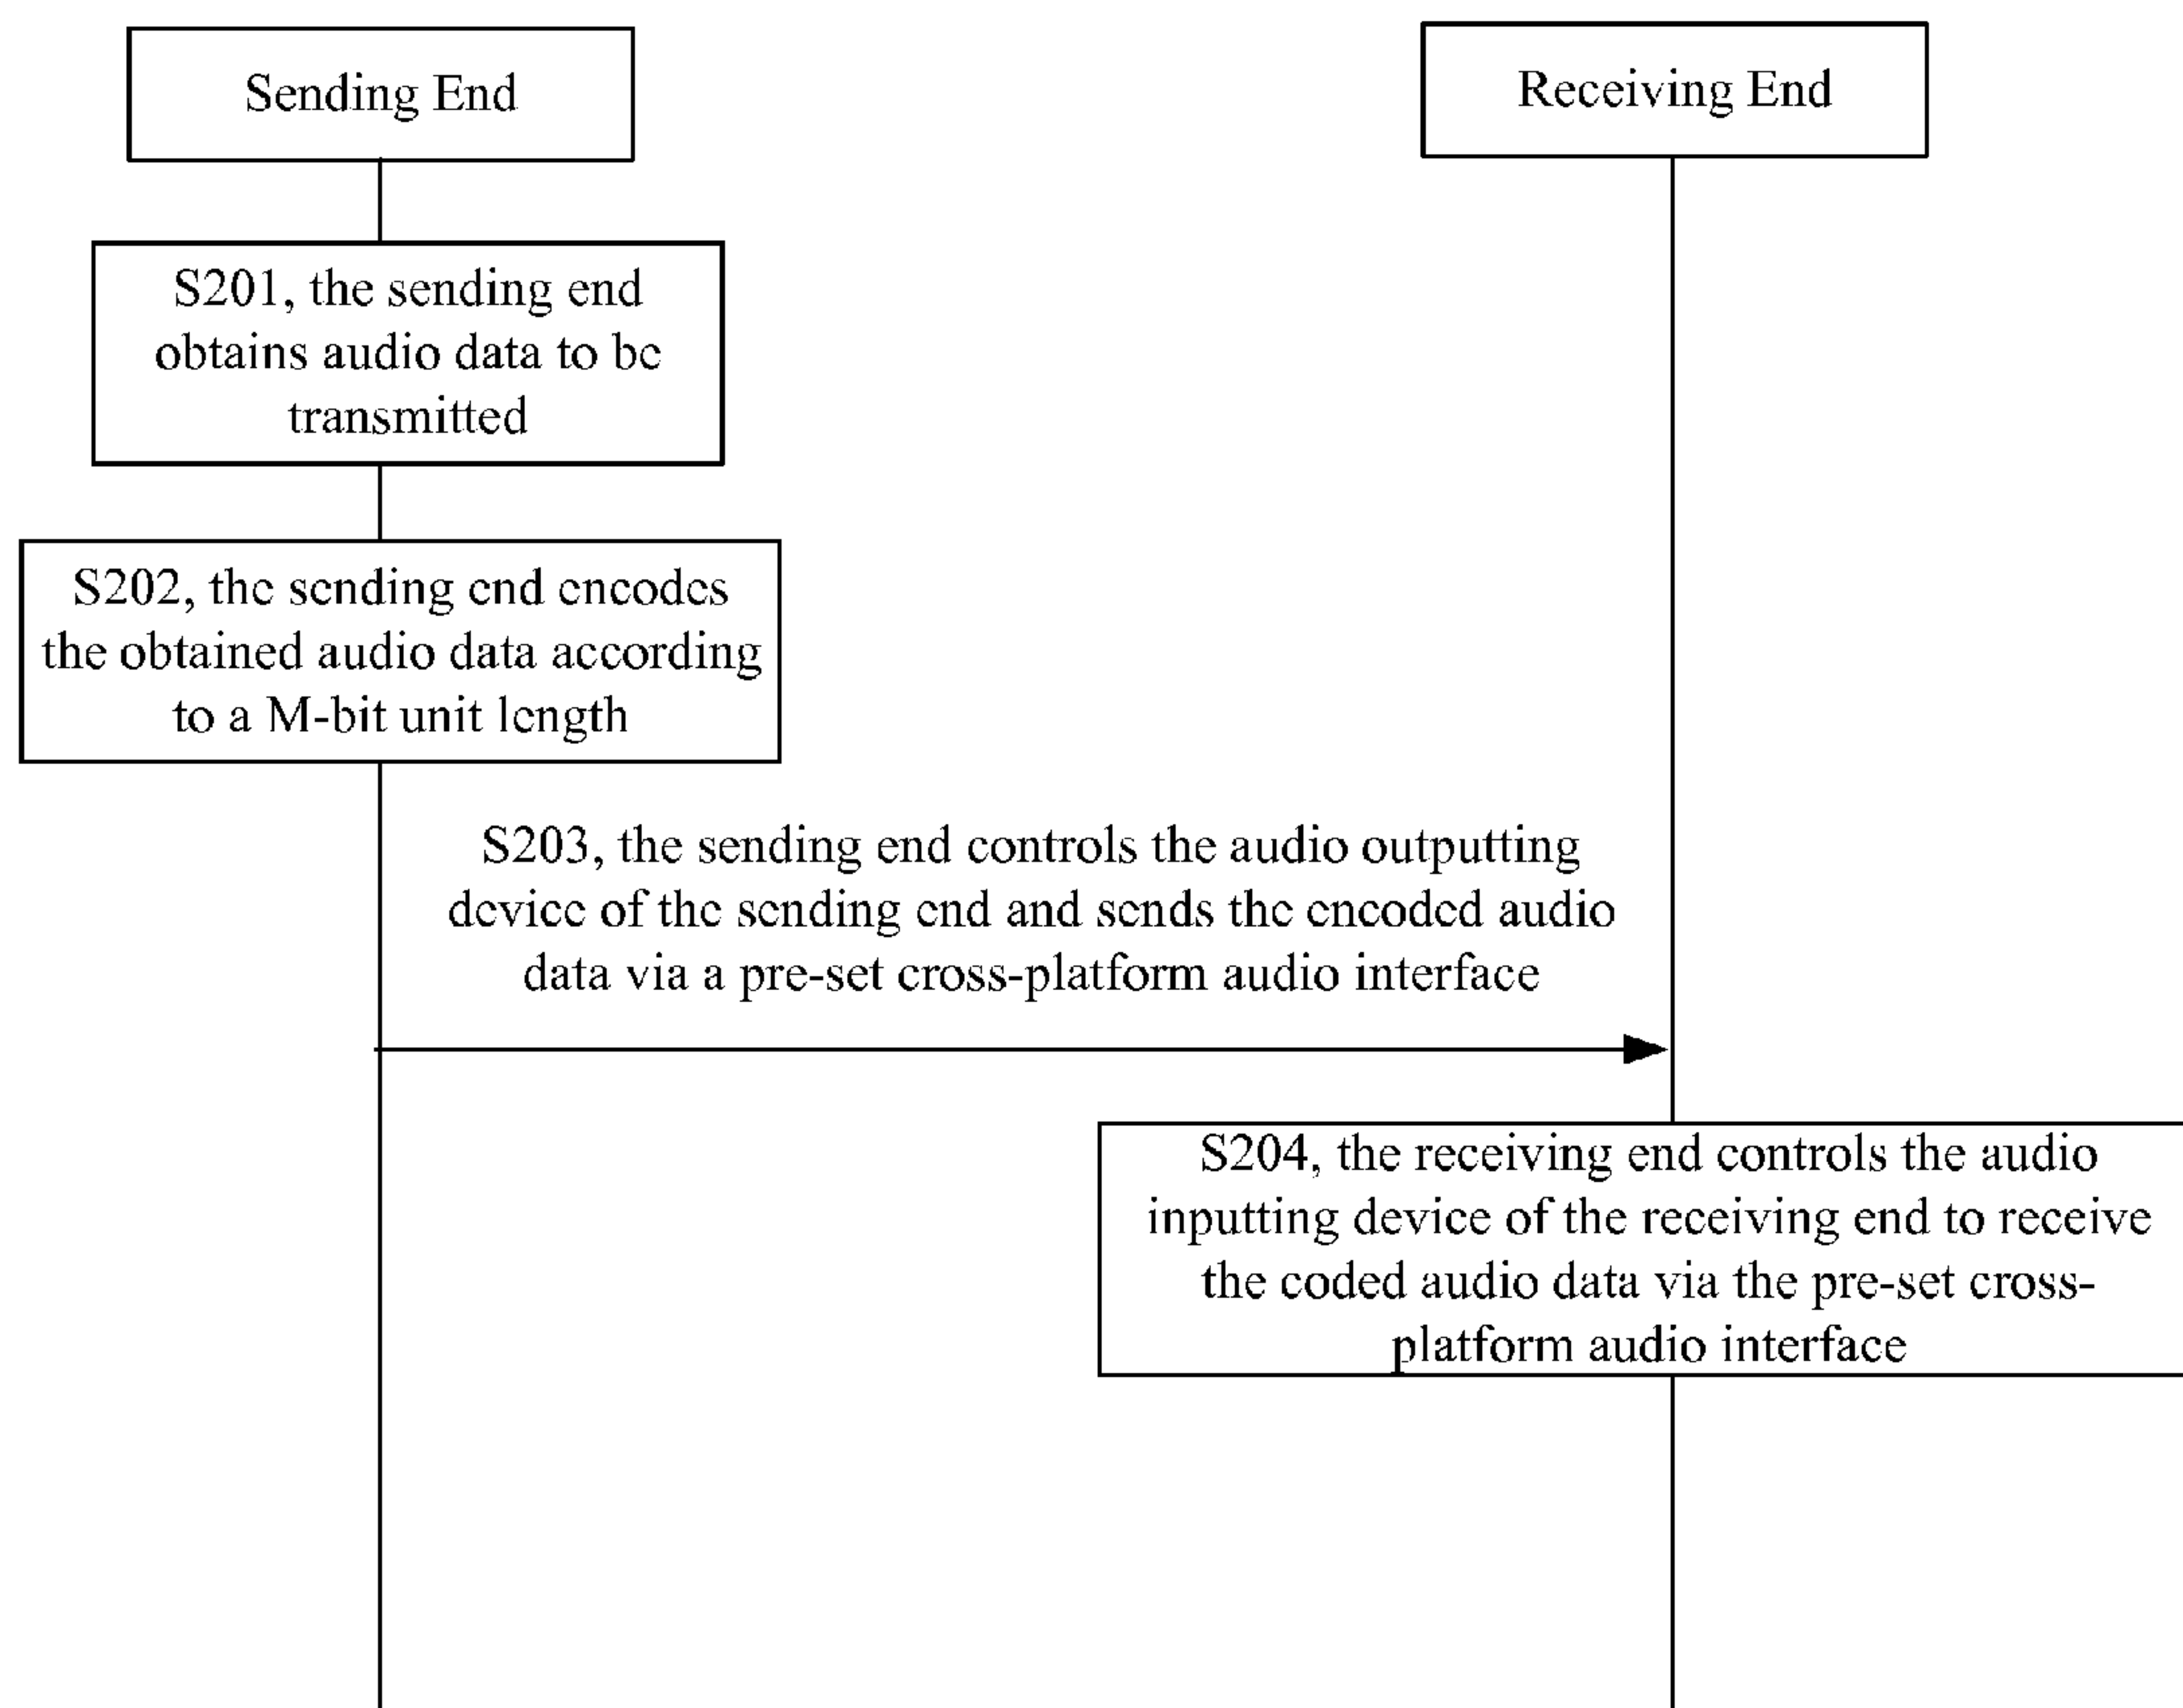 Sending End
Receiving End
S201, the sending end
obtains audio data to be
transmitted
S202, the sending end encodes
the obtained audio data according
to a M-bit unit length
S203, the sending end controls the audio outputting
device of the sending end and sends the encoded audio
data via a pre-set cross-platform audio interface
S204, the receiving end controls the audio
inputting device of the receiving end to receive
the coded audio data via the pre-set cross-
platform audio interface